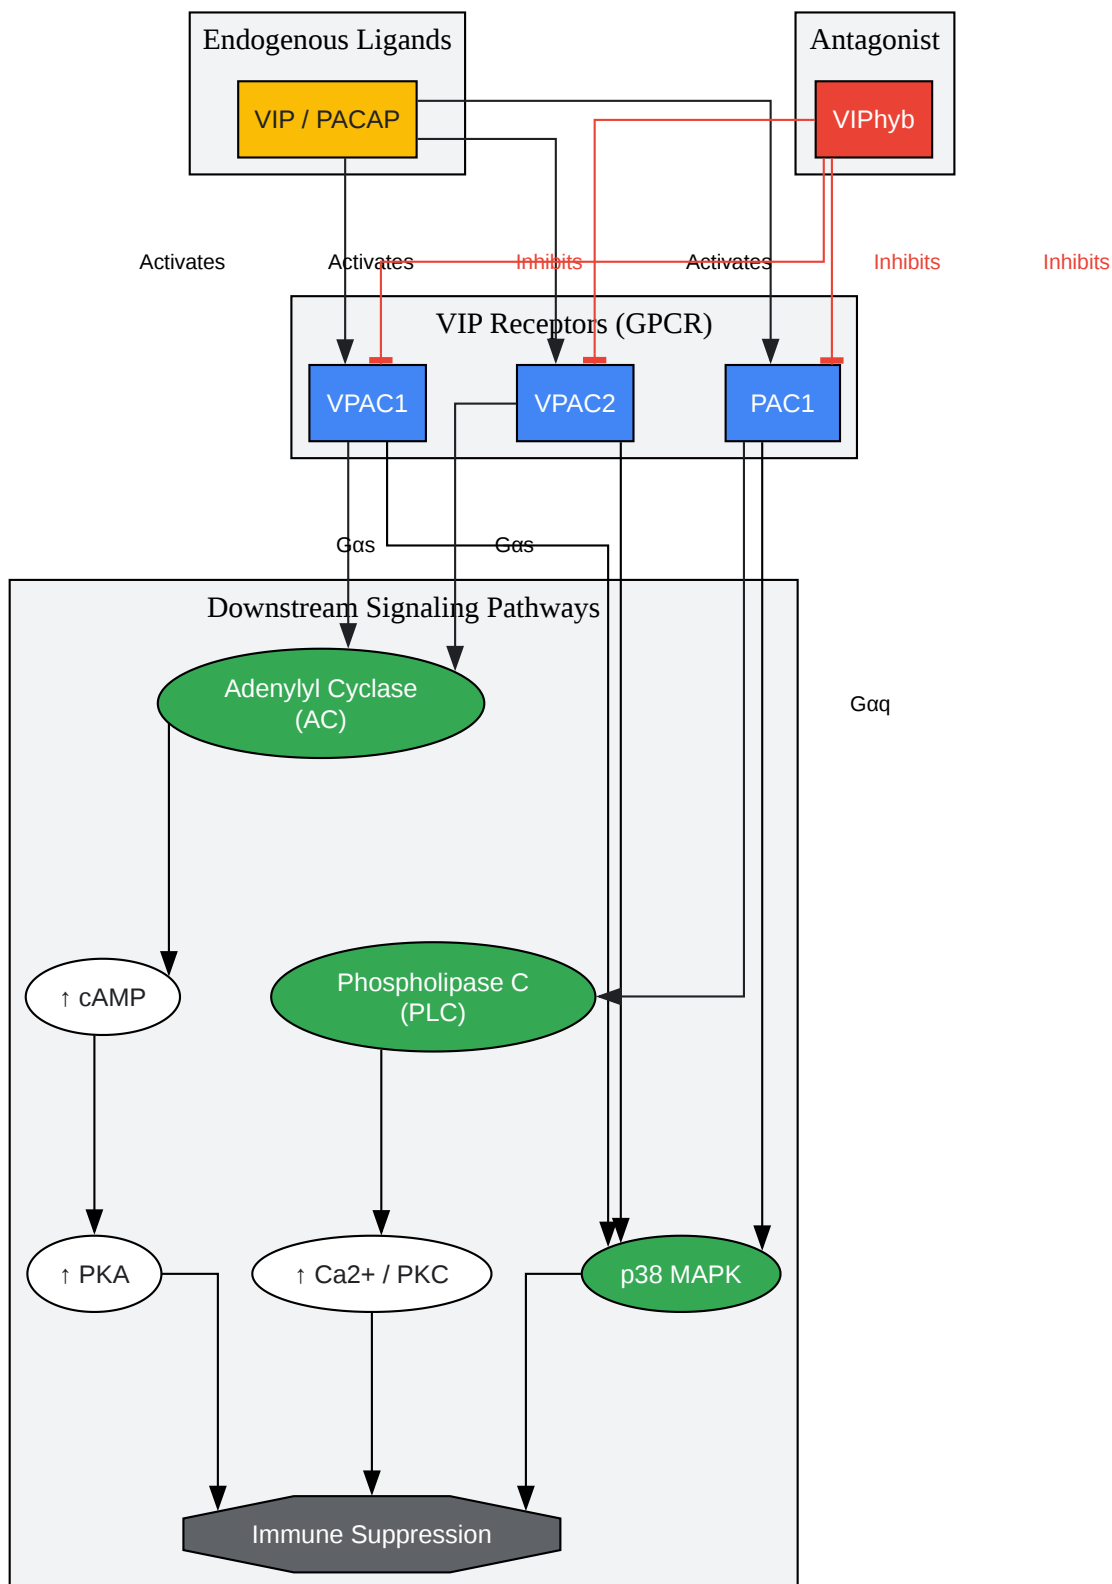 Endogenous Ligands
Antagonist
VIP / PACAP
VIPhyb
Activates
Activates
Inhibits
Activates
Inhibits
Inhibits
VIP Receptors (GPCR)
VPAC1
VPAC2
PAC1
Gαs
Gαs
Downstream Signaling Pathways
Adenylyl Cyclase
(AC)
Gαq
↑ cAMP
Phospholipase C
(PLC)
↑ PKA
↑ Ca2+ / PKC
p38 MAPK
Immune Suppression